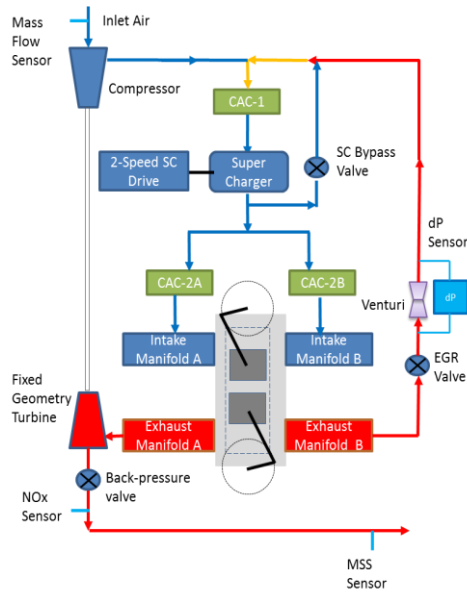 Mass
Flow
Sensor
Inlet Air
Compressor
CAC-1
2-Speed SC
Drive
Super
Charger
SC Bypass
Valve
dP
Sensor
CAC-2A
CAC-2B
Venturi
dP
Intake
Manifold A
Intake
Manifold B
EGR
Valve
Fixed
Geometry
Turbine
Exhaust
Manifold A
Exhaust
Manifold B
Back-pressure
valve
NOx
Sensor
MSS
Sensor